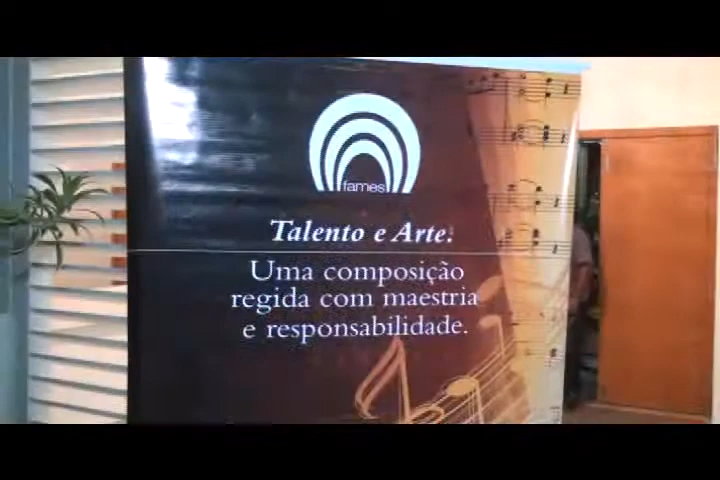 fames
Talento e Arte!
Uma composição
regida com maestria
e responsabilidade.